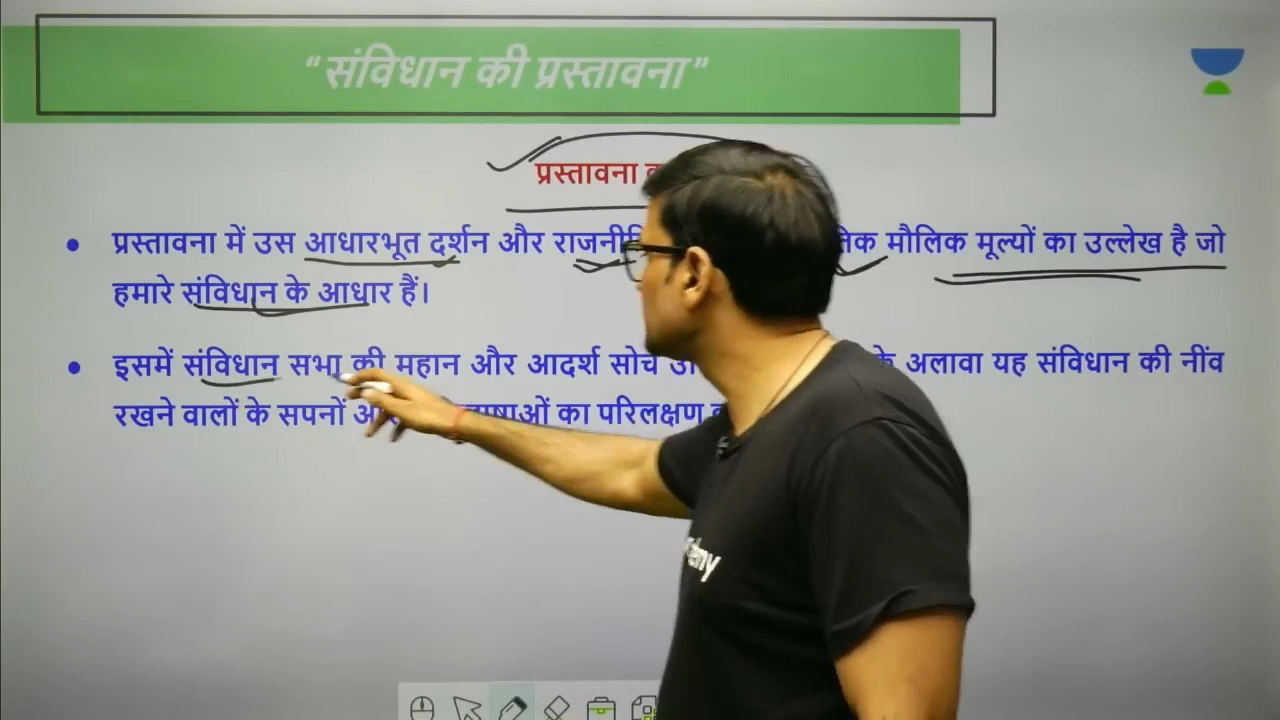 “संविधान की प्रस्तावना”
प्रस्तावना
प्रस्तावना में उस आधारभूत दर्शन और मौलिक मूल्यों का उल्लेख है जो
हमारे संविधान के आधार हैं।
इसमें संविधान सभा की महान और आदर्श सोच अलावा यह संविधान की नींव
रखने वालों के सपनों का परिलक्षण